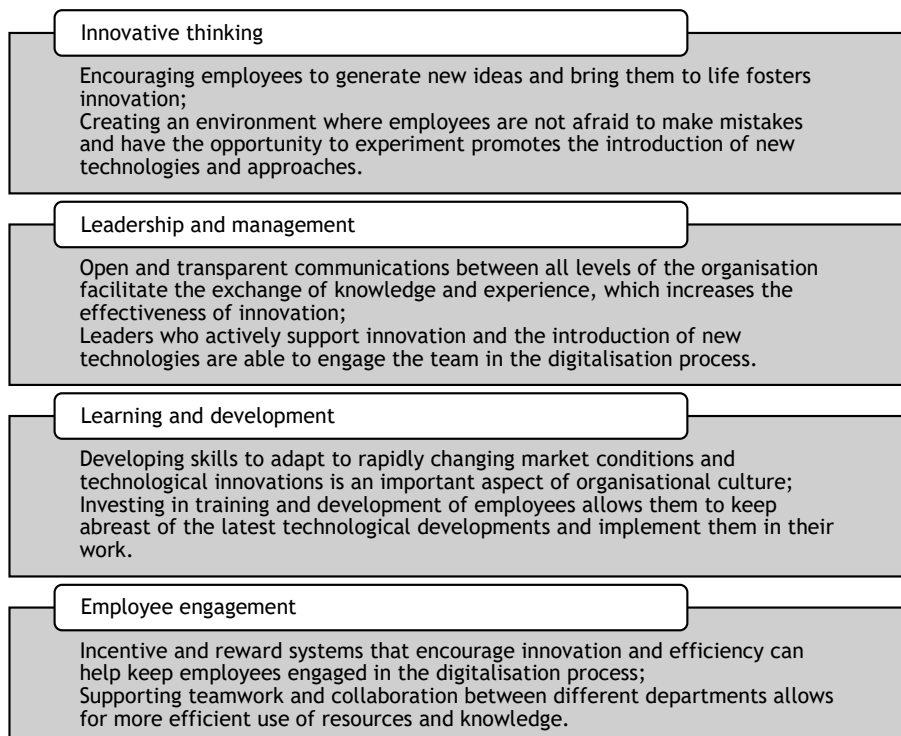 Innovative thinking
Encouraging employees to generate new ideas and bring them to life fosters
innovation;
Creating an environment where employees are not afraid to make mistakes
and have the opportunity to experiment promotes the introduction of new
technologies and approaches.
Leadership and management
Open and transparent communications between all levels of the organisation
facilitate the exchange of knowledge and experience, which increases the
effectiveness of innovation;
Leaders who actively support innovation and the introduction of new
technologies are able to engage the team in the digitalisation process.
Learning and development
Developing skills to adapt to rapidly changing market conditions and
technological innovations is an important aspect of organisational culture;
Investing in training and development of employees allows them to keep
abreast of the latest technological developments and implement them in their
work.
Employee engagement
Incentive and reward systems that encourage innovation and efficiency can
help keep employees engaged in the digitalisation process;
Supporting teamwork and collaboration between different departments allows
for more efficient use of resources and knowledge.